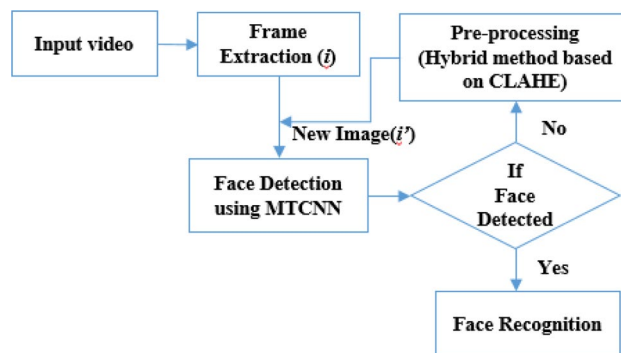 Input video
Frame
Extraction (i)
Pre-processing
(Hybrid method based
on CLAHE)
New Image(i’)
No
Face Detection
using MTCNN
If
Face
Detected
Yes
Face Recognition